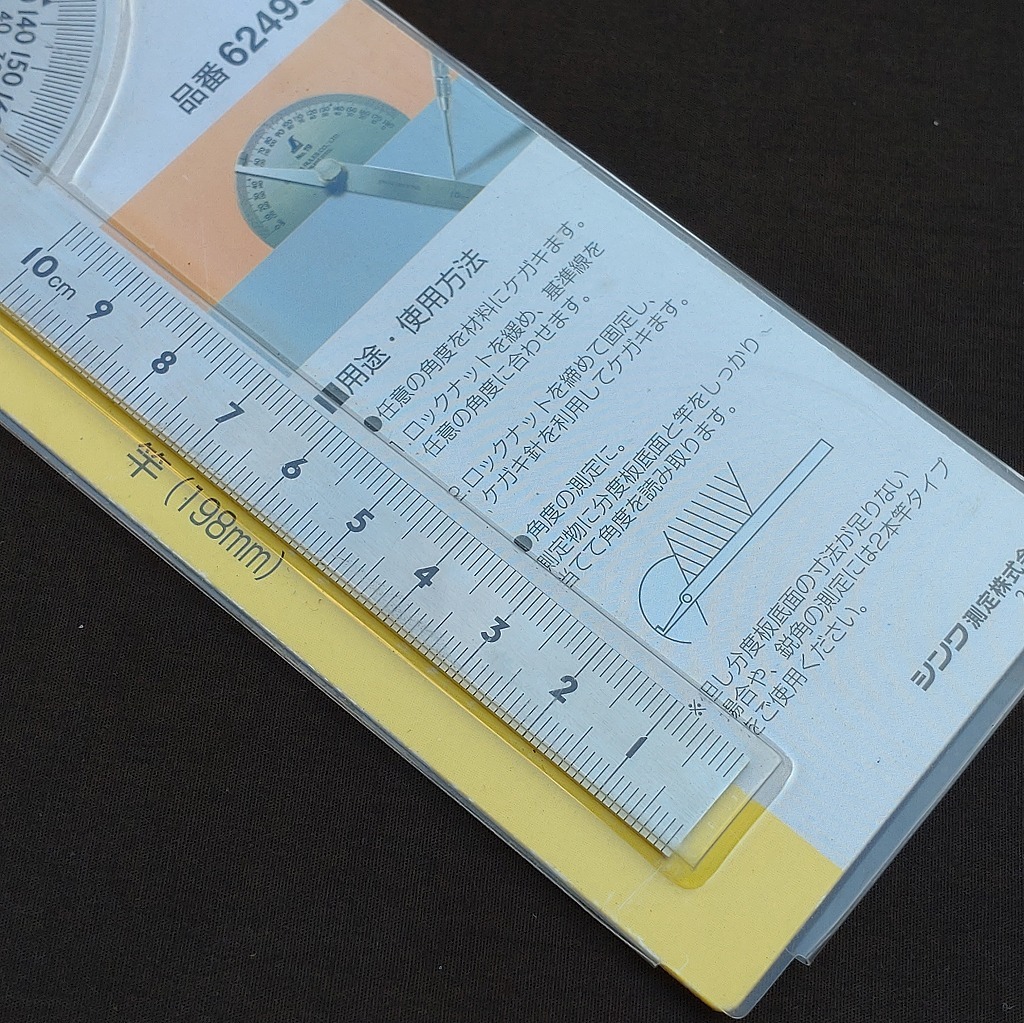 品番 6249
■用途・使用方法
●任意の角度を材料にケガキます。
ロックナットを緩め、基準線を
任意の角度に合わせます。
ロックナットを締めて固定し、
ケガキ針を利用してケガキます。
●角度の測定に。
測定物に分度板底面と竿をしっかり
当てて角度を読み取ります。
※但し分度板底面の寸法が足りない
場合や、鋭角の測定には2本竿タイプ
をご使用ください。
シンワ測定株式会
竿 (198mm)
10cm 9 8 7 6 5 4 3 2 1
140 150